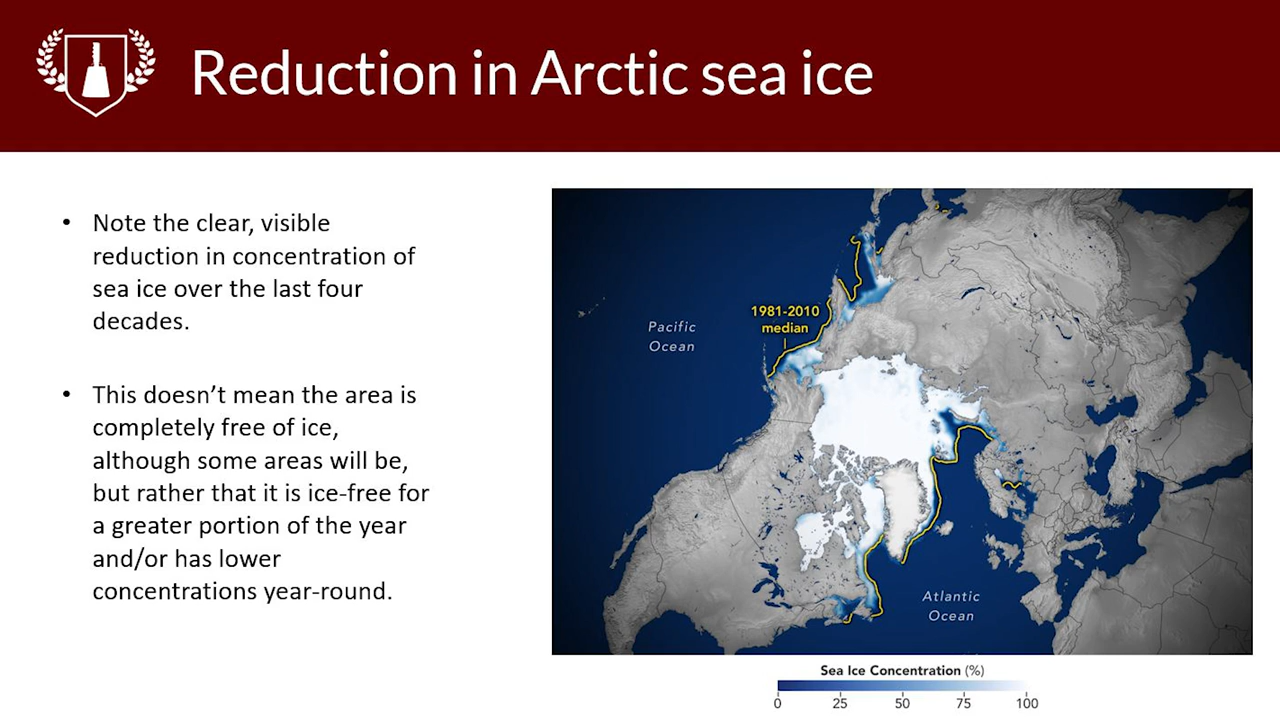 Reduction in Arctic sea ice
• Note the clear, visible
reduction in concentration of
sea ice over the last four
decades.
• This doesn’t mean the area is
completely free of ice,
although some areas will be,
but rather that it is ice-free for
a greater portion of the year
and/or has lower
concentrations year-round.
1981-2010
median
Pacific
Ocean
Atlantic
Ocean
Sea Ice Concentration (%)
0 25 50 75 100